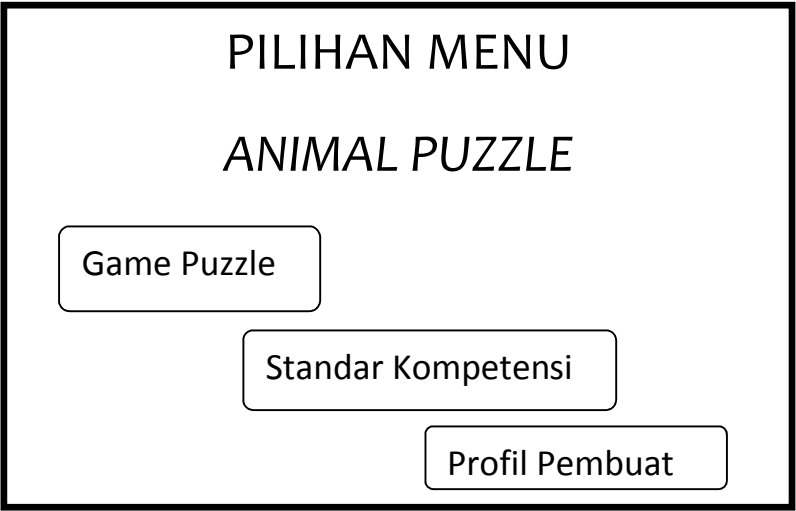 PILIHAN MENU
ANIMAL PUZZLE
Game Puzzle
Standar Kompetensi
Profil Pembuat